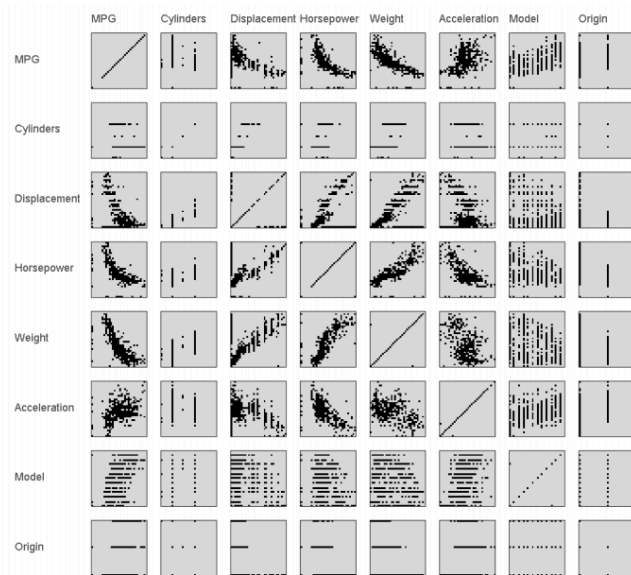 MPG Cylinders Displacement Horsepower Weight Acceleration Model Origin
MPG
Cylinders
Displacement
Horsepower
Weight
Acceleration
Model
Origin